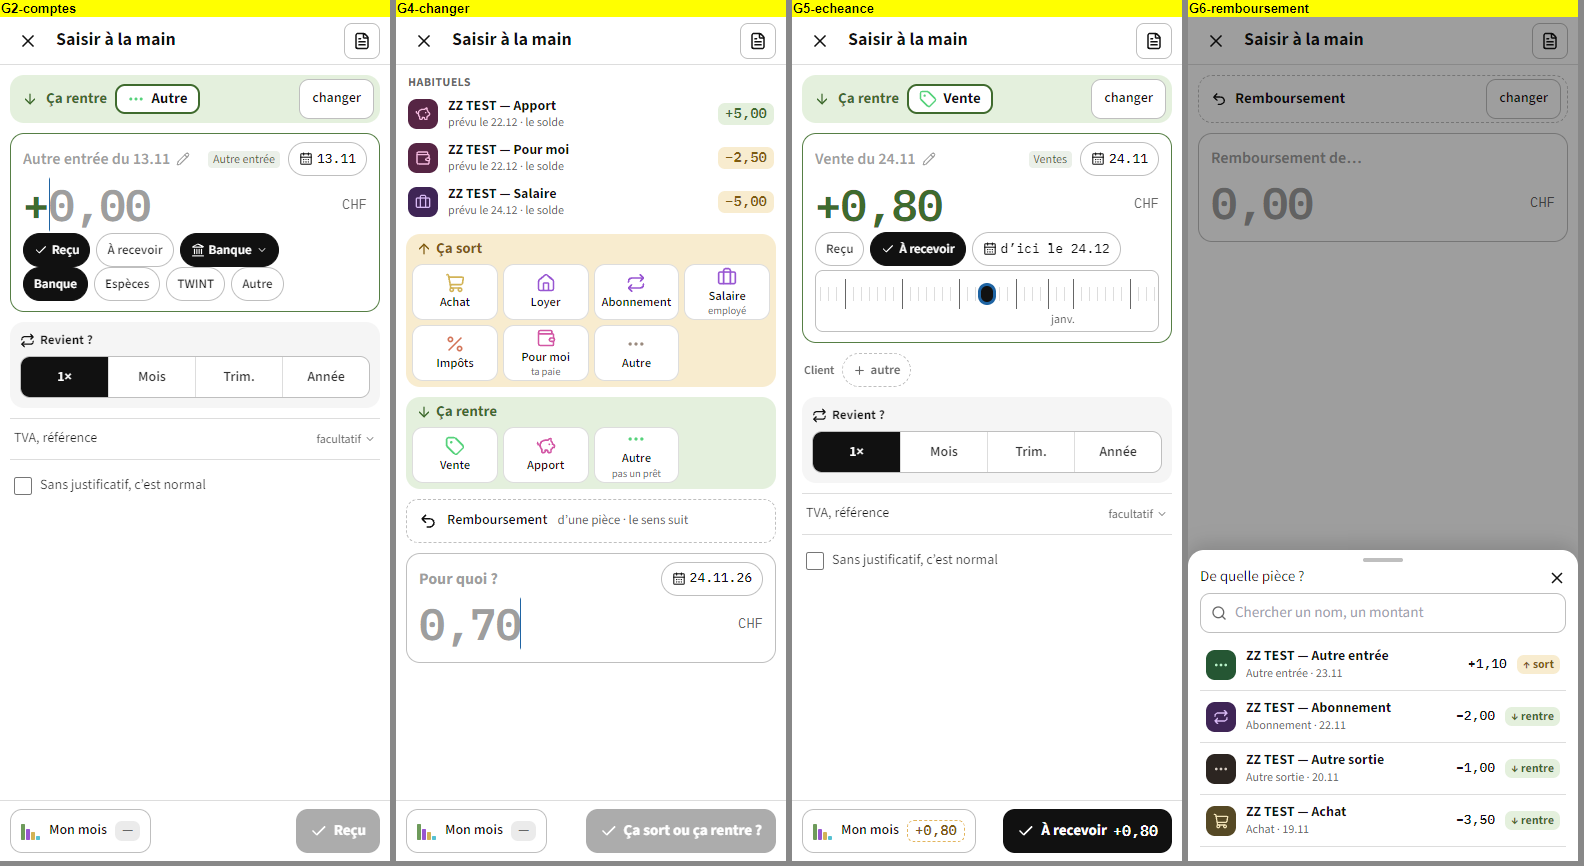 G2-comptes
Saisir à la main
Ça rentre
Autre
changer
Autre entrée du 13.11
Autre entrée
13.11
+0,00
CHF
Reçu
À recevoir
Banque
Banque
Espèces
TWINT
Autre
Revient ?
1×
Mois
Trim.
Année
TVA, référence
facultatif
Sans justificatif, c’est normal
Mon mois
—
Reçu
G4-changer
Saisir à la main
HABITUELS
ZZ TEST — Apport
prévu le 22.12 · le solde
+5,00
ZZ TEST — Pour moi
prévu le 22.12 · le solde
−2,50
ZZ TEST — Salaire
prévu le 24.12 · le solde
−5,00
Ça sort
Achat
Loyer
Abonnement
Salaire
employé
Impôts
Pour moi
ta paie
Autre
Ça rentre
Vente
Apport
Autre
pas un prêt
Remboursement
d’une pièce · le sens suit
Pour quoi ?
24.11.26
0,70
CHF
Mon mois
—
Ça sort ou ça rentre ?
G5-echeance
Saisir à la main
Ça rentre
Vente
changer
Vente du 24.11
Ventes
24.11
+0,80
CHF
Reçu
À recevoir
d’ici le 24.12
janv.
Client
+ autre
Revient ?
1×
Mois
Trim.
Année
TVA, référence
facultatif
Sans justificatif, c’est normal
Mon mois
+0,80
À recevoir +0,80
G6-remboursement
Saisir à la main
Remboursement
changer
Remboursement de…
0,00
CHF
De quelle pièce ?
Chercher un nom, un montant
ZZ TEST — Autre entrée
Autre entrée · 23.11
+1,10
↑ sort
ZZ TEST — Abonnement
Abonnement · 22.11
−2,00
↓ rentre
ZZ TEST — Autre sortie
Autre sortie · 20.11
−1,00
↓ rentre
ZZ TEST — Achat
Achat · 19.11
−3,50
↓ rentre